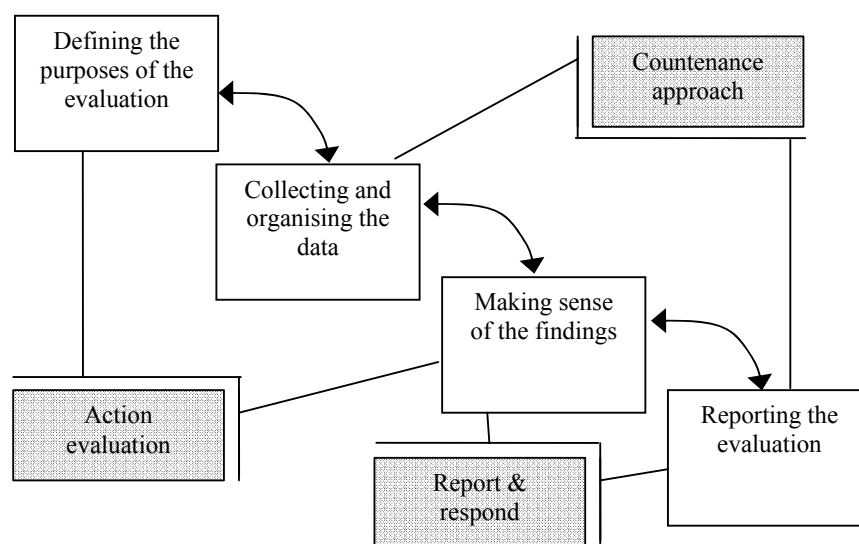 Defining the
purposes of the
evaluation
Countenance
approach
Collecting and
organising the
data
Making sense
of the findings
Action
evaluation
Reporting the
evaluation
Report &
respond